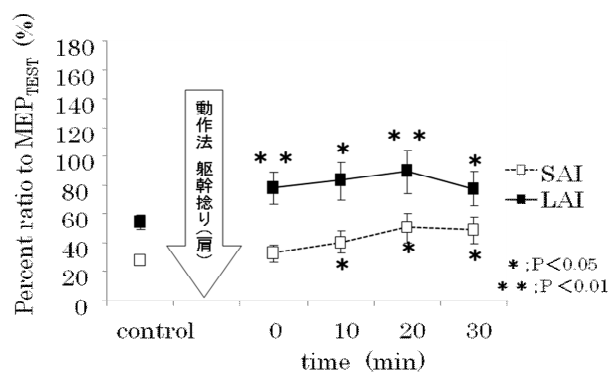 Percent ratio to MEPTEST (%)
180
160
140
120
100
80
60
40
20
0
動作法 躯幹捻り(肩)
* *
*
* *
*
*
*
*
SAI
LAI
* ;P<0.05
* * ;P<0.01
control
0
10
20
30
time (min)